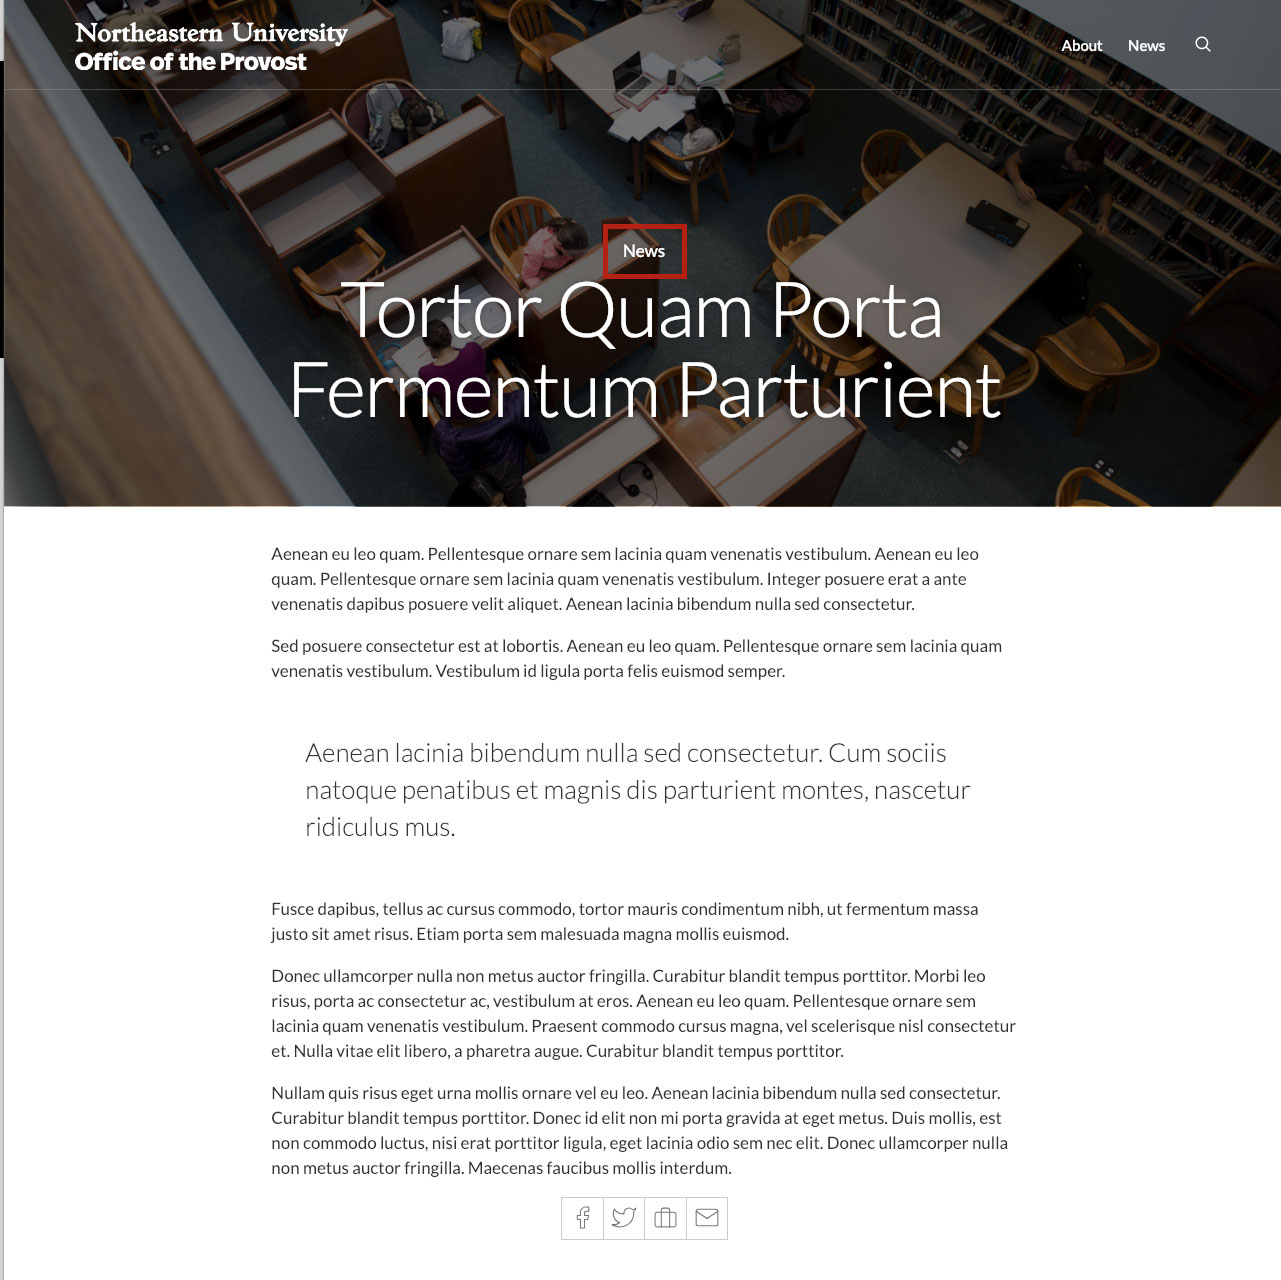 Northeastern University
Office of the Provost
About News
News
Tortor Quam Porta
Fermentum Parturient
Aenean eu leo quam. Pellentesque ornare sem lacinia quam venenatis vestibulum. Aenean eu leo
quam. Pellentesque ornare sem lacinia quam venenatis vestibulum. Integer posuere erat a ante
venenatis dapibus posuere velit aliquet. Aenean lacinia bibendum nulla sed consectetur.
Sed posuere consectetur est at lobortis. Aenean eu leo quam. Pellentesque ornare sem lacinia quam
venenatis vestibulum. Vestibulum id ligula porta felis euismod semper.
Aenean lacinia bibendum nulla sed consectetur. Cum sociis
natoque penatibus et magnis dis parturient montes, nascetur
ridiculus mus.
Fusce dapibus, tellus ac cursus commodo, tortor mauris condimentum nibh, ut fermentum massa
justo sit amet risus. Etiam porta sem malesuada magna mollis euismod.
Donec ullamcorper nulla non metus auctor fringilla. Curabitur blandit tempus porttitor. Morbi leo
risus, porta ac consectetur ac, vestibulum at eros. Aenean eu leo quam. Pellentesque ornare sem
lacinia quam venenatis vestibulum. Praesent commodo cursus magna, vel scelerisque nisl consectetur
et. Nulla vitae elit libero, a pharetra augue. Curabitur blandit tempus porttitor.
Nullam quis risus eget urna mollis ornare vel eu leo. Aenean lacinia bibendum nulla sed consectetur.
Curabitur blandit tempus porttitor. Donec id elit non mi porta gravida at eget metus. Duis mollis, est
non commodo luctus, nisi erat porttitor ligula, eget lacinia odio sem nec elit. Donec ullamcorper nulla
non metus auctor fringilla. Maecenas faucibus mollis interdum.